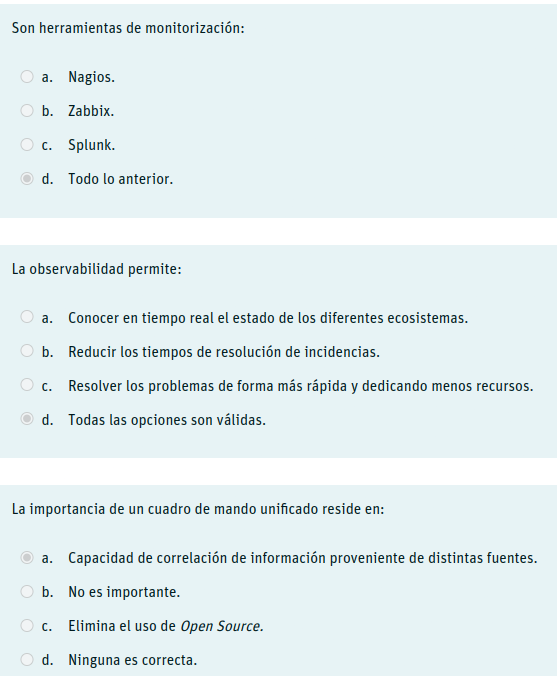 Son herramientas de monitorización:
a. Nagios.
b. Zabbix.
c. Splunk.
d. Todo lo anterior.
La observabilidad permite:
a. Conocer en tiempo real el estado de los diferentes ecosistemas.
b. Reducir los tiempos de resolución de incidencias.
c. Resolver los problemas de forma más rápida y dedicando menos recursos.
d. Todas las opciones son válidas.
La importancia de un cuadro de mando unificado reside en:
a. Capacidad de correlación de información proveniente de distintas fuentes.
b. No es importante.
c. Elimina el uso de Open Source.
d. Ninguna es correcta.